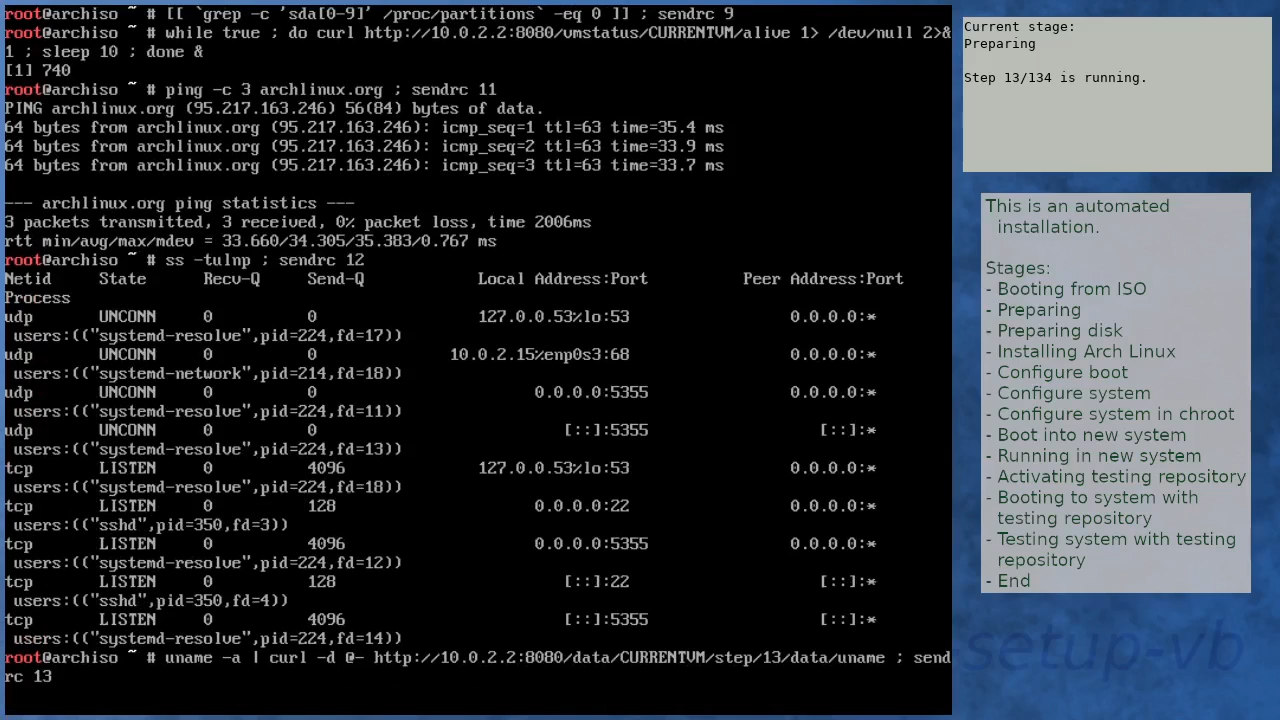 root@archiso ~ # [[ `grep -c 'sda[0-9]' /proc/partitions` -eq 0 ]] ; sendrc 9
root@archiso ~ # while true ; do curl http://10.0.2.2:8080/vmstatus/CURRENTVM/alive 1> /dev/null 2>&
1 ; sleep 10 ; done &
[1] 740
root@archiso ~ # ping -c 3 archlinux.org ; sendrc 11
PING archlinux.org (95.217.163.246) 56(84) bytes of data.
64 bytes from archlinux.org (95.217.163.246): icmp_seq=1 ttl=63 time=35.4 ms
64 bytes from archlinux.org (95.217.163.246): icmp_seq=2 ttl=63 time=33.9 ms
64 bytes from archlinux.org (95.217.163.246): icmp_seq=3 ttl=63 time=33.7 ms
--- archlinux.org ping statistics ---
3 packets transmitted, 3 received, 0% packet loss, time 2006ms
rtt min/avg/max/mdev = 33.660/34.305/35.383/0.767 ms
root@archiso ~ # ss -tulnp ; sendrc 12
Netid State Recv-Q Send-Q Local Address:Port Peer Address:Port
Process
udp UNCONN 0 0 127.0.0.53%lo:53 0.0.0.0:*
users:(("systemd-resolve",pid=224,fd=17))
udp UNCONN 0 0 10.0.2.15%enp0s3:68 0.0.0.0:*
users:(("systemd-network",pid=214,fd=18))
udp UNCONN 0 0 0.0.0.0:5355 0.0.0.0:*
users:(("systemd-resolve",pid=224,fd=11))
udp UNCONN 0 0 [::]:5355 [::]:*
users:(("systemd-resolve",pid=224,fd=13))
tcp LISTEN 0 4096 127.0.0.53%lo:53 0.0.0.0:*
users:(("systemd-resolve",pid=224,fd=18))
tcp LISTEN 0 128 0.0.0.0:22 0.0.0.0:*
users:(("sshd",pid=350,fd=3))
tcp LISTEN 0 4096 0.0.0.0:5355 0.0.0.0:*
users:(("systemd-resolve",pid=224,fd=12))
tcp LISTEN 0 128 [::]:22 [::]:*
users:(("sshd",pid=350,fd=4))
tcp LISTEN 0 4096 [::]:5355 [::]:*
users:(("systemd-resolve",pid=224,fd=14))
root@archiso ~ # uname -a | curl -d @- http://10.0.2.2:8080/data/CURRENTVM/step/13/data/uname ; send
rc 13
Current stage:
Preparing
Step 13/134 is running.
This is an automated
installation.
Stages:
- Booting from ISO
- Preparing
- Preparing disk
- Installing Arch Linux
- Configure boot
- Configure system
- Configure system in chroot
- Boot into new system
- Running in new system
- Activating testing repository
- Booting to system with
testing repository
- Testing system with testing
repository
- End
setup-vb